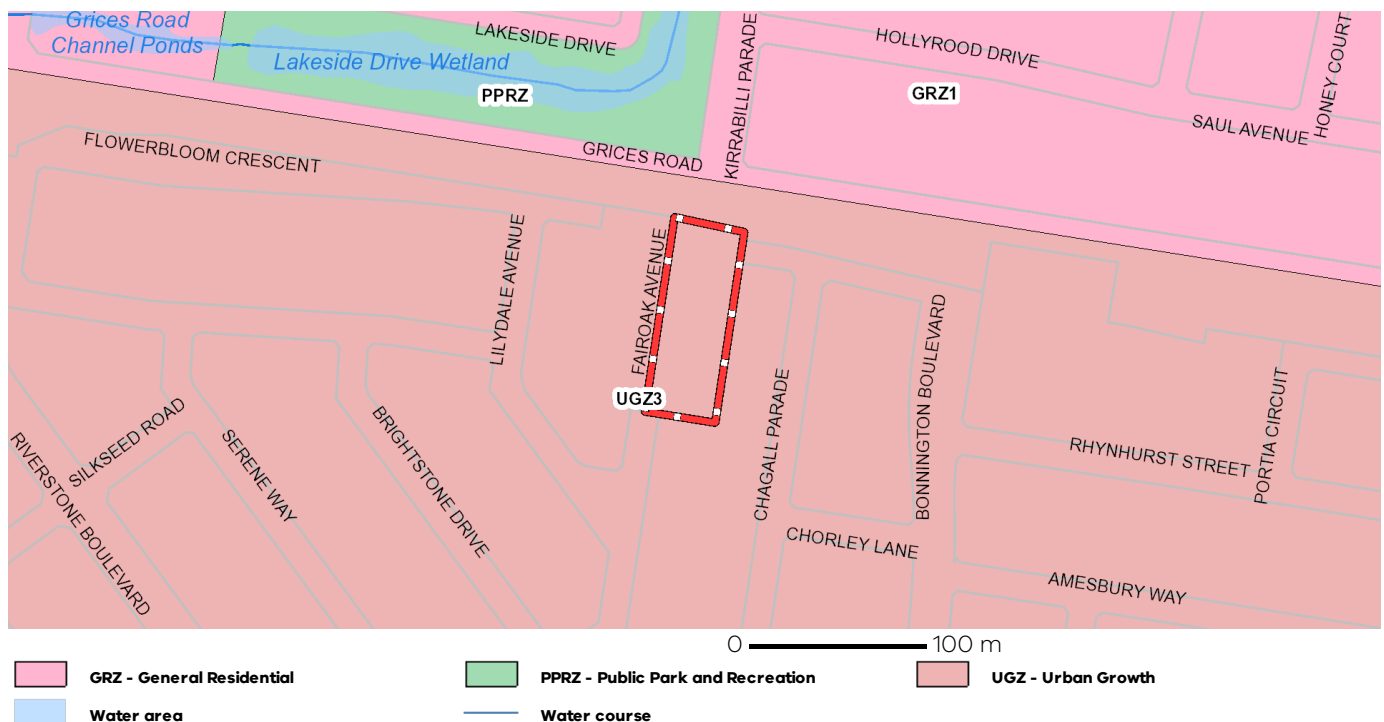 Grices Road
Channel Ponds
LAKESIDE DRIVE
Lakeside Drive Wetland
PPRZ
KIRRABILLI PARADE
HOLLYROOD DRIVE
GRZ1
HONEY COURT
SAUL AVENUE
FLOWERBLOOM CRESCENT
GRICES ROAD
LILYDALE AVENUE
FAIROAK AVENUE
UGZ3
CHAGALL PARADE
BONNINGTON BOULEVARD
PORTIA CIRCUIT
RHYNHURST STREET
SILKSEED ROAD
RIVERSTONE BOULEVARD
SERENE WAY
BRIGHTSTONE DRIVE
CHORLEY LANE
AMESBURY WAY
0 100 m
GRZ - General Residential
PPRZ - Public Park and Recreation
UGZ - Urban Growth
Water area
Water course